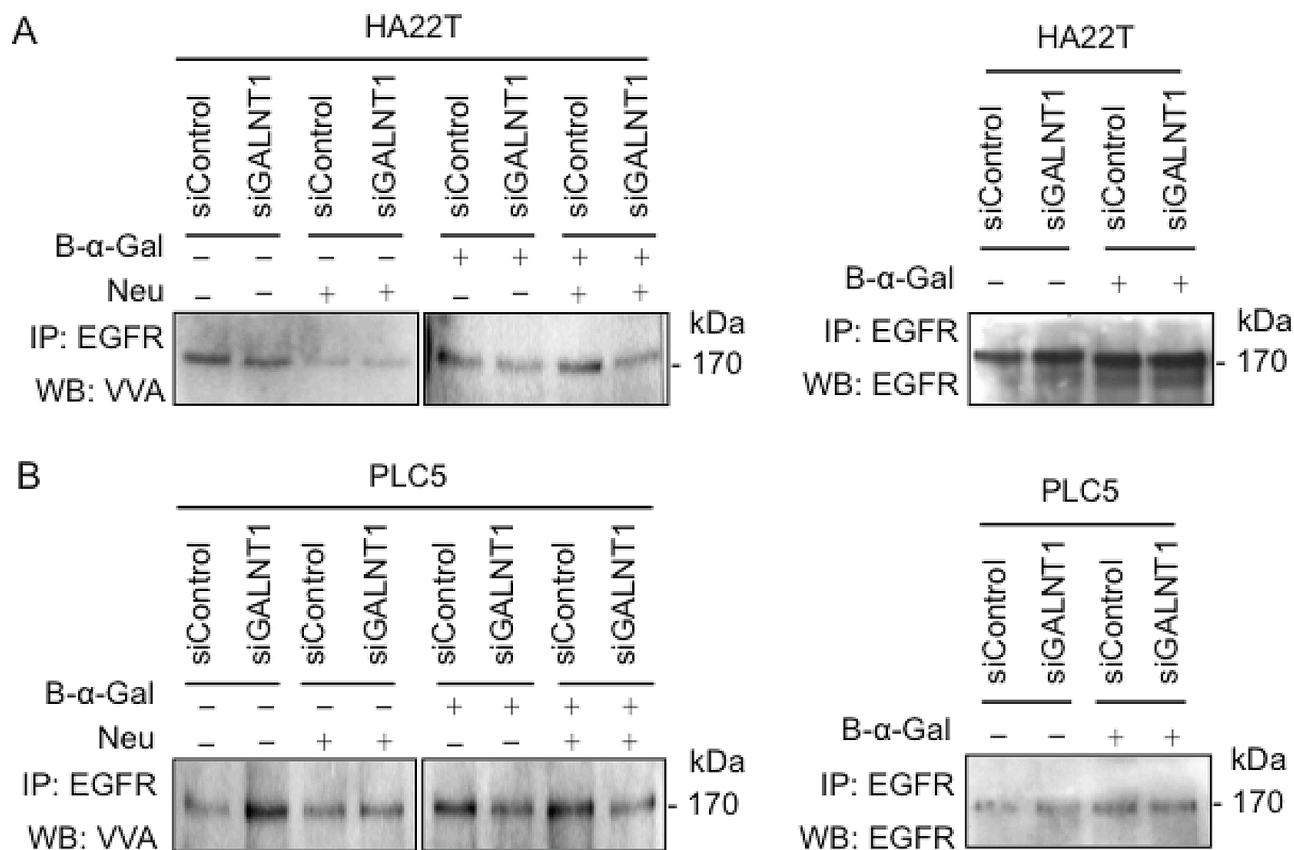 A
HA22T
siControl siGALNT1 siControl siGALNT1 siControl siGALNT1 siControl siGALNT1
B-α-Gal – – – – + + + +
Neu – – + + – – + +
IP: EGFR
WB: VVA
kDa
- 170
HA22T
siControl siGALNT1 siControl siGALNT1
B-α-Gal – – + +
IP: EGFR
WB: EGFR
kDa
- 170
B
PLC5
siControl siGALNT1 siControl siGALNT1 siControl siGALNT1 siControl siGALNT1
B-α-Gal – – – – + + + +
Neu – – + + – – + +
IP: EGFR
WB: VVA
kDa
- 170
PLC5
siControl siGALNT1 siControl siGALNT1
B-α-Gal – – + +
IP: EGFR
WB: EGFR
kDa
- 170